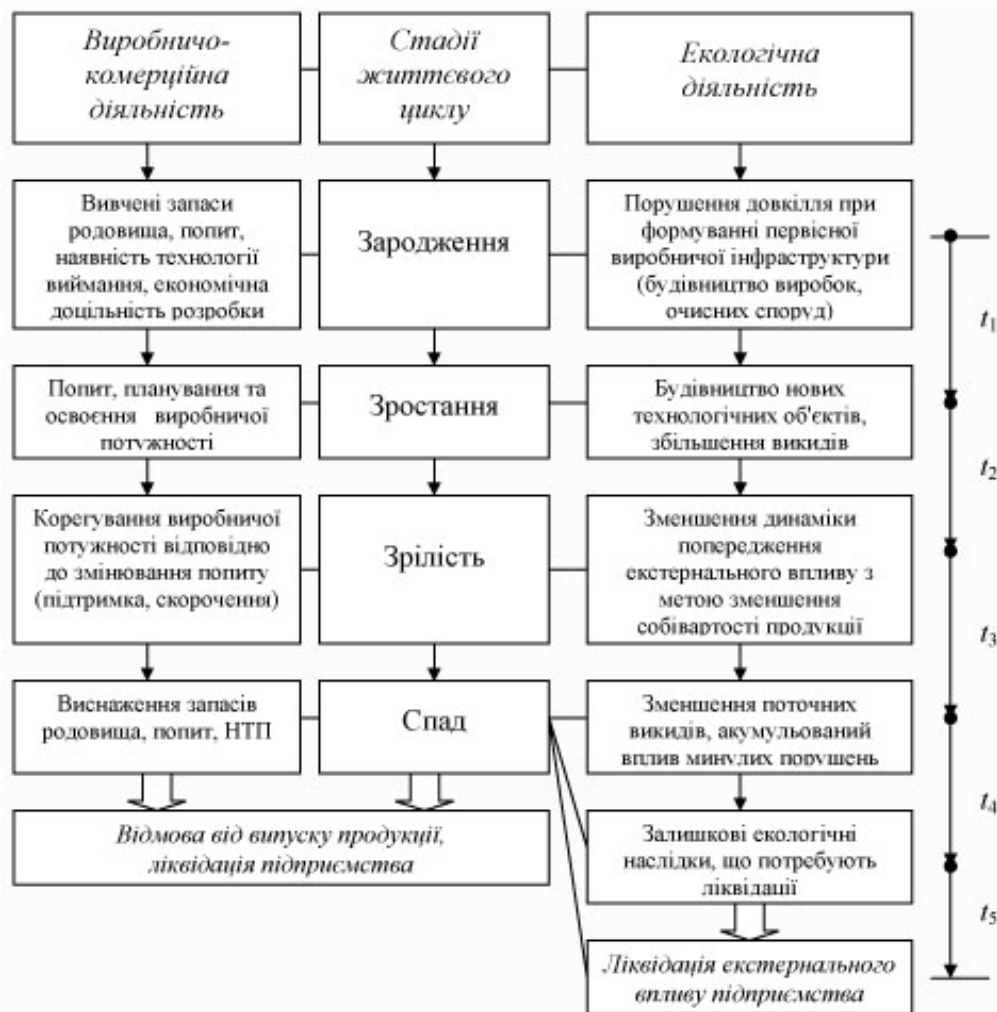 Виробничо-
комерційна
діяльність
Стадії
життєвого
циклу
Екологічна
діяльність
Вивчені запаси
родовища, попит,
наявність технології
виймання, економічна
доцільність розробки
Зародження
Порушення довкілля при
формуванні первісної
виробничої інфраструктури
(будівництво виробок,
очисних споруд)
t1
Попит, планування та
освоєння виробничої
потужності
Зростання
Будівництво нових
технологічних об'єктів,
збільшення викидів
t2
Корегування виробничої
потужності відповідно
до змінювання попиту
(підтримка, скорочення)
Зрілість
Зменшення динаміки
попередження
екстернального впливу з
метою зменшення
собівартості продукції
t3
Виснаження запасів
родовища, попит, НТП
Спад
Зменшення поточних
викидів, акумульований
вплив минулих порушень
t4
Відмова від випуску продукції,
ліквідація підприємства
Залишкові екологічні
наслідки, що потребують
ліквідації
t5
Ліквідація екстернального
впливу підприємства